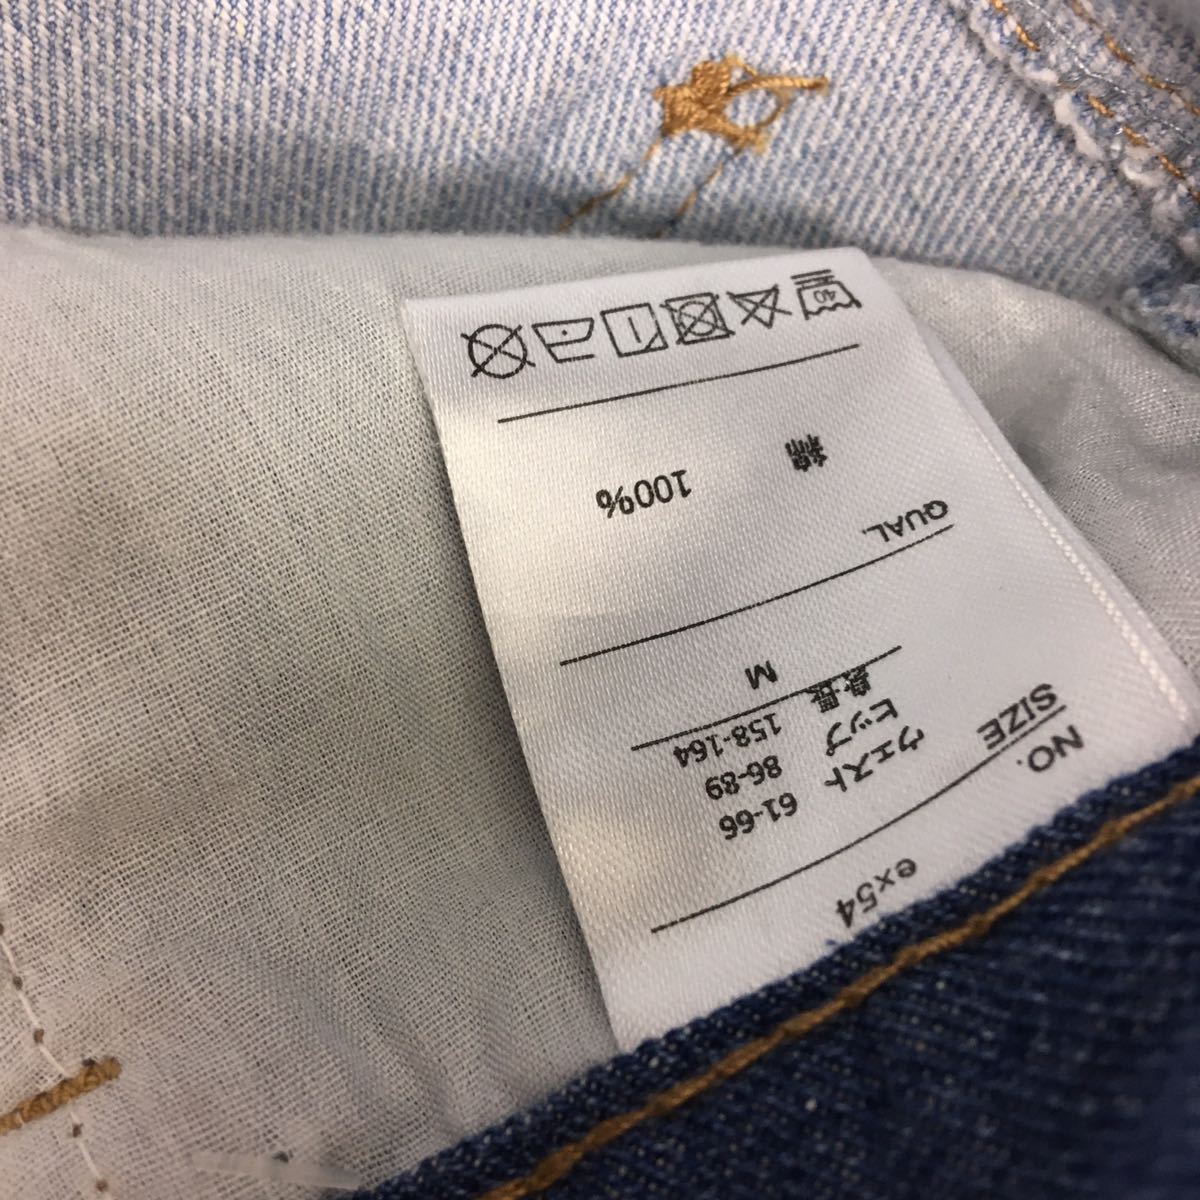 NO. ex54
SIZE
ウェスト 61-66
ヒップ 86-89
身長 158-164
M
QUAL.
綿 100%
40